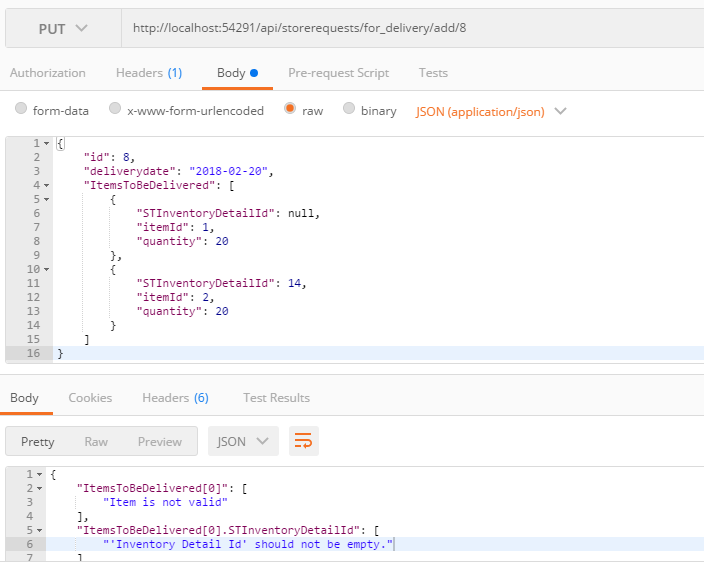 PUT http://localhost:54291/api/storerequests/for_delivery/add/8
Authorization Headers (1) Body Pre-request Script Tests
form-data x-www-form-urlencoded raw binary JSON (application/json)
1 {
2 "id": 8,
3 "deliverydate": "2018-02-20",
4 "ItemsToBeDelivered": [
5 {
6 "STInventoryDetailId": null,
7 "itemId": 1,
8 "quantity": 20
9 },
10 {
11 "STInventoryDetailId": 14,
12 "itemId": 2,
13 "quantity": 20
14 }
15 ]
16 }
Body Cookies Headers (6) Test Results
Pretty Raw Preview JSON
1 {
2 "ItemsToBeDelivered[0]": [
3 "Item is not valid"
4 ],
5 "ItemsToBeDelivered[0].STInventoryDetailId": [
6 "'Inventory Detail Id' should not be empty."
7 ]